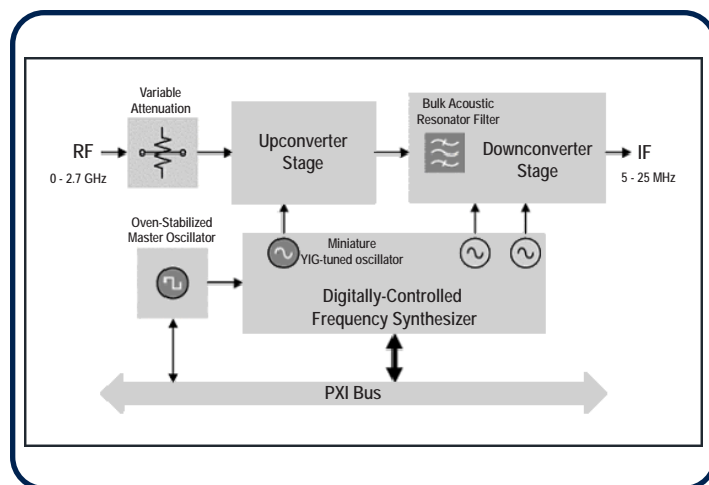 Variable
Attenuation
RF
0 - 2.7 GHz
Upconverter
Stage
Bulk Acoustic
Resonator Filter
Downconverter
Stage
IF
5 - 25 MHz
Oven-Stabilized
Master Oscillator
Miniature
YIG-tuned oscillator
Digitally-Controlled
Frequency Synthesizer
PXI Bus